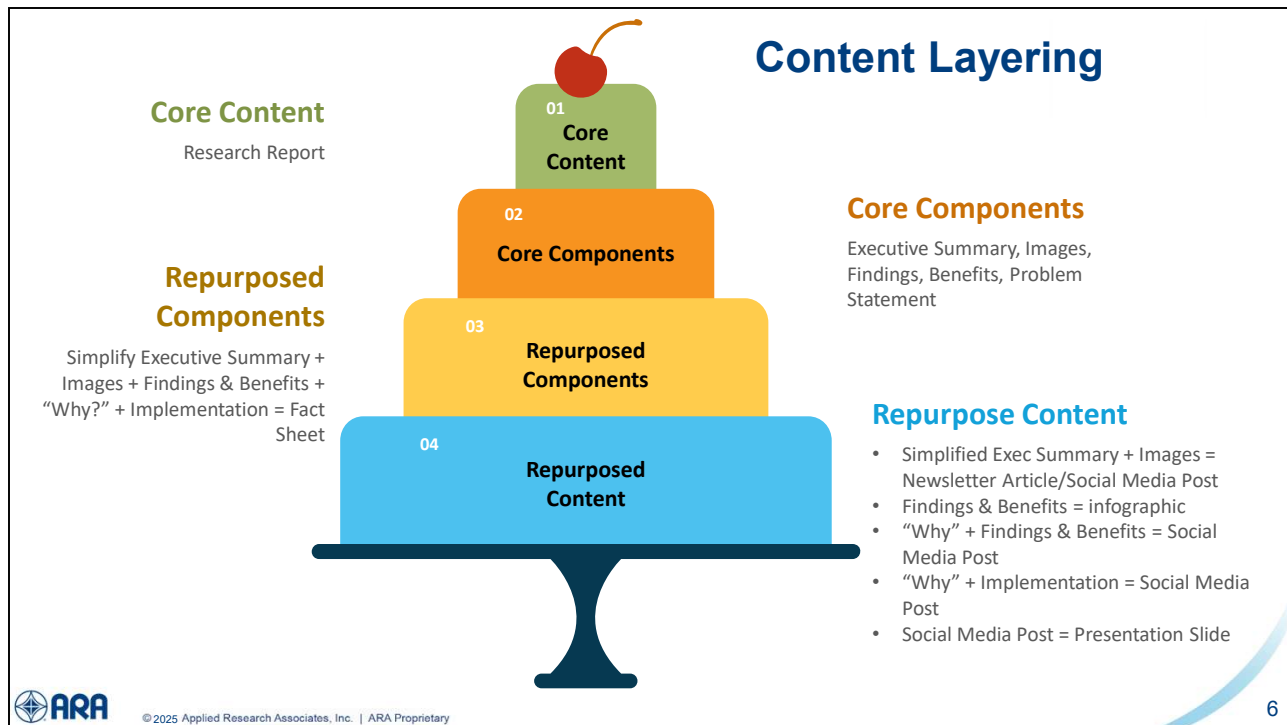 Content Layering
Core Content
Research Report
01
Core
Content
02
Core Components
Core Components
Executive Summary, Images,
Findings, Benefits, Problem
Statement
Repurposed
Components
Simplify Executive Summary +
Images + Findings & Benefits +
“Why?” + Implementation = Fact
Sheet
03
Repurposed
Components
04
Repurposed
Content
Repurpose Content
• Simplified Exec Summary + Images =
Newsletter Article/Social Media Post
• Findings & Benefits = infographic
• “Why” + Findings & Benefits = Social
Media Post
• “Why” + Implementation = Social Media
Post
• Social Media Post = Presentation Slide
ARA
© 2025 Applied Research Associates, Inc. | ARA Proprietary
6